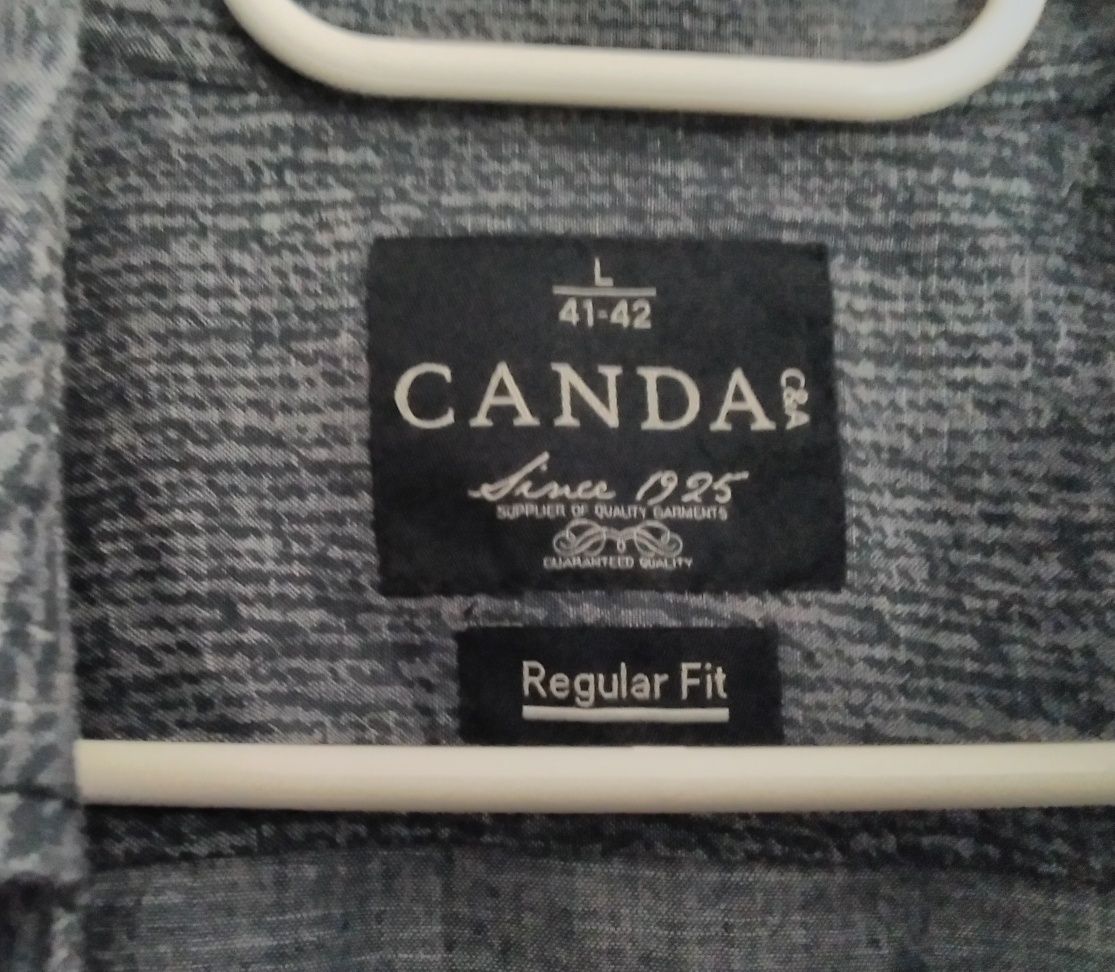 L
41-42
CANDA C&A
Since 1925
SUPPLIER OF QUALITY GARMENTS
GUARANTEED QUALITY
Regular Fit